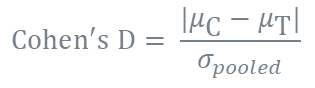 Cohen's D = |μC − μT| / σpooled